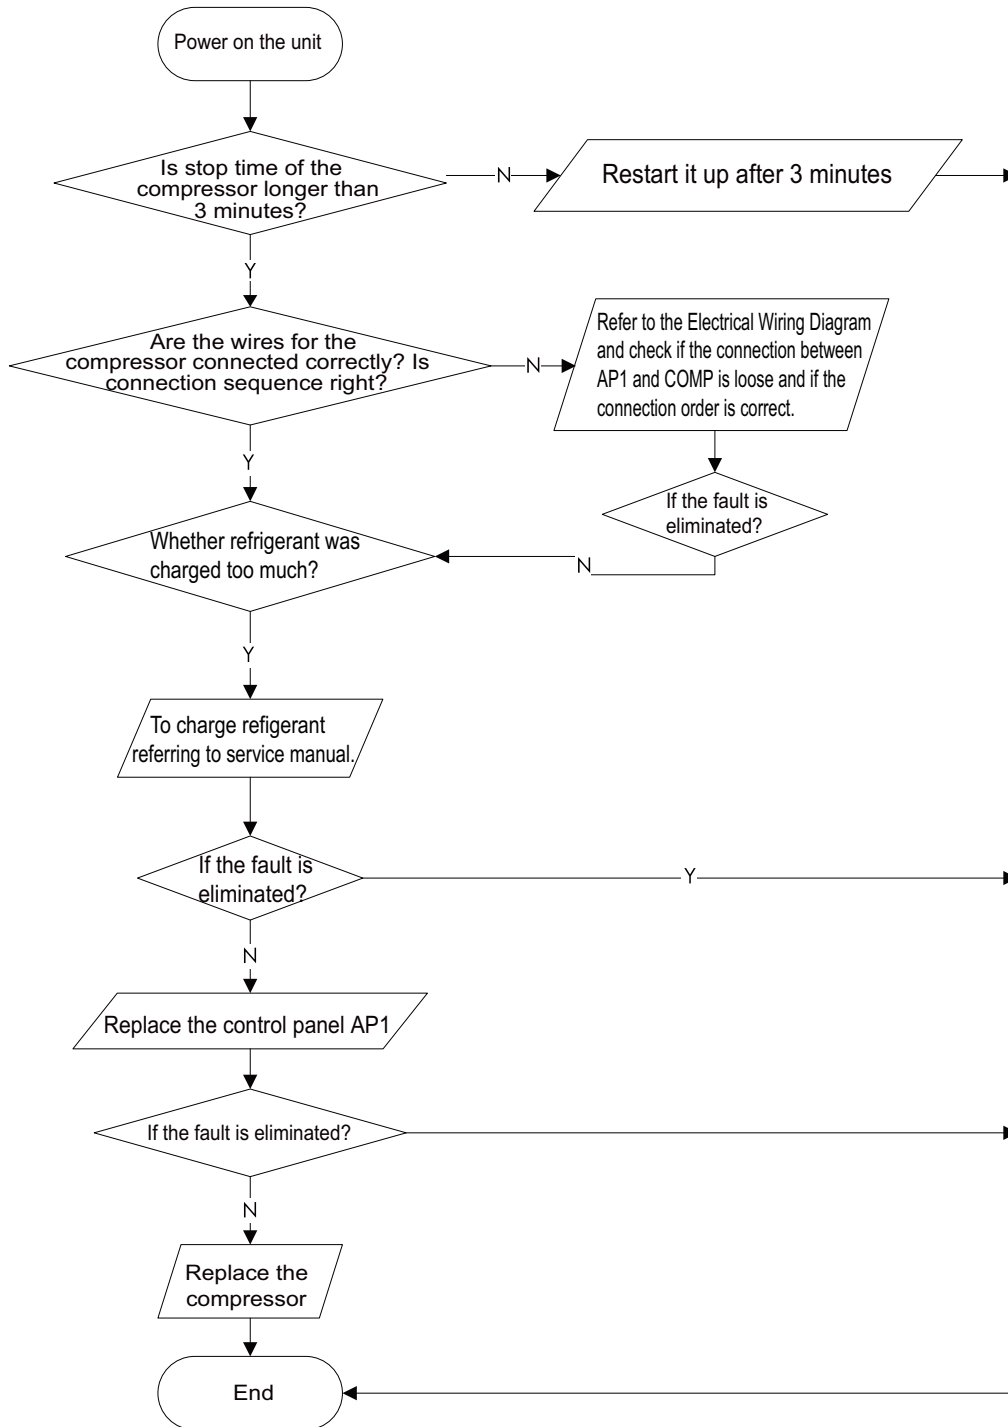 Power on the unit
Is stop time of the
compressor longer than
3 minutes?
N
Restart it up after 3 minutes
Y
Are the wires for the
compressor connected correctly? Is
connection sequence right?
N
Refer to the Electrical Wiring Diagram
and check if the connection between
AP1 and COMP is loose and if the
connection order is correct.
Y
If the fault is
eliminated?
Whether refrigerant was
charged too much?
N
Y
To charge refigerant
referring to service manual.
If the fault is
eliminated?
Y
N
Replace the control panel AP1
If the fault is eliminated?
N
Replace the
compressor
End